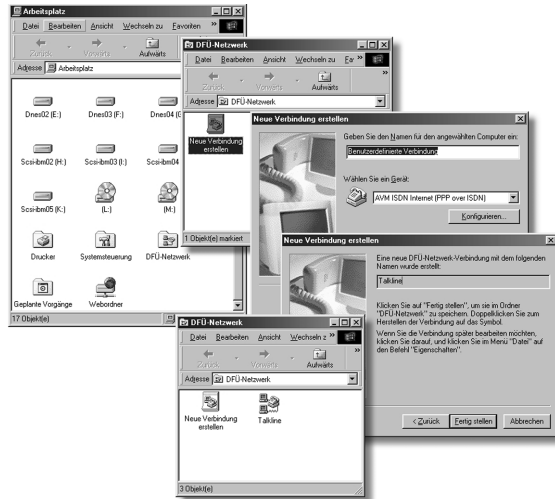 Arbeitsplatz
Datei Bearbeiten Ansicht Wechseln zu Favoriten »
Zurück Vorwärts Aufwärts
Adresse Arbeitsplatz
Dnes02 (E:) Dnes03 (F:) Dnes04 (G
Scsi-ibm02 (H:) Scsi-ibm03 (I:) Scsi-ibm04
Scsi-ibm05 (K:) (L:) (M:)
Drucker Systemsteuerung DFÜ-Netzwerk
Geplante Vorgänge Webordner
17 Objekt(e)
DFÜ-Netzwerk
Datei Bearbeiten Ansicht Wechseln zu Fav »
Zurück Vorwärts Aufwärts
Adresse DFÜ-Netzwerk
Neue Verbindung
erstellen
1 Objekt(e) markiert
Neue Verbindung erstellen
Geben Sie den Namen für den angewählten Computer ein:
Benutzerdefinierte Verbindung
Wählen Sie ein Gerät:
AVM ISDN Internet (PPP over ISDN)
Konfigurieren...
Neue Verbindung erstellen
Eine neue DFÜ-Netzwerk-Verbindung mit dem folgenden
Namen wurde erstellt:
Talkline
Klicken Sie auf "Fertig stellen", um sie im Ordner
"DFÜ-Netzwerk" zu speichern. Doppelklicken Sie zum
Herstellen der Verbindung auf das Symbol.
Wenn Sie die Verbindung später bearbeiten möchten,
klicken Sie darauf, und klicken Sie im Menü "Datei" auf
den Befehl "Eigenschaften".
< Zurück Fertig stellen Abbrechen
DFÜ-Netzwerk
Datei Bearbeiten Ansicht Wechseln z »
Zurück Vorwärts Aufwärts »
Adresse DFÜ-Netzwerk
Neue Verbindung
erstellen
Talkline
3 Objekt(e)